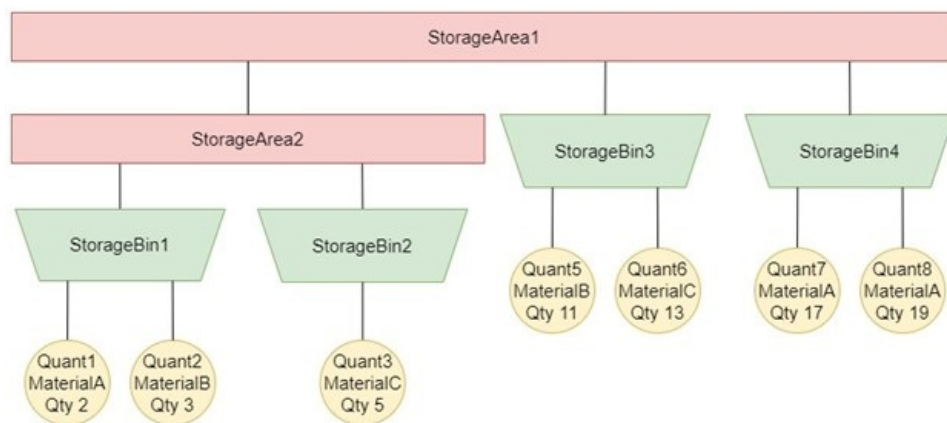 StorageArea1
StorageArea2
StorageBin3
StorageBin4
StorageBin1
StorageBin2
Quant5
MaterialB
Qty 11
Quant6
MaterialC
Qty 13
Quant7
MaterialA
Qty 17
Quant8
MaterialA
Qty 19
Quant1
MaterialA
Qty 2
Quant2
MaterialB
Qty 3
Quant3
MaterialC
Qty 5